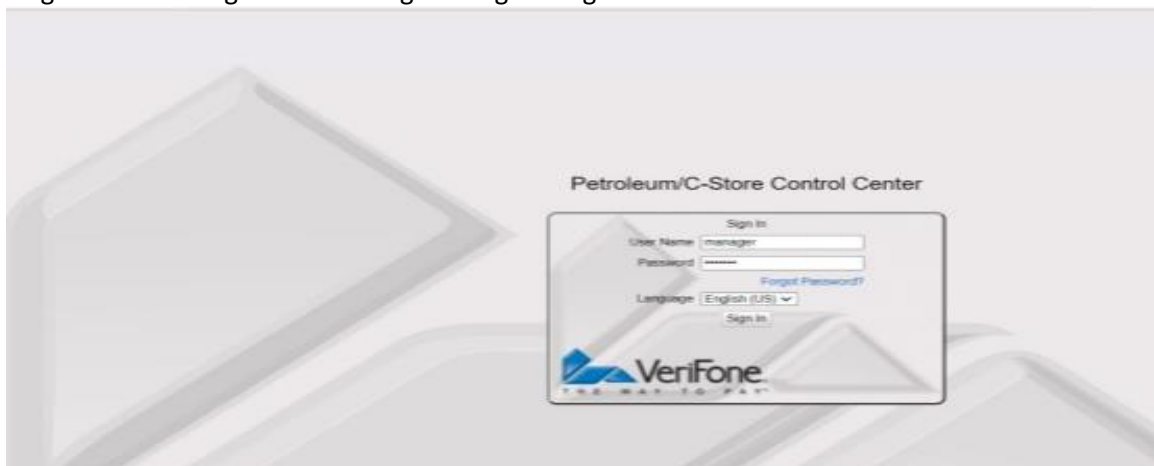 Petroleum/C-Store Control Center
Sign In
User Name manager
Password
Forgot Password?
Language English (US)
Sign In
VeriFone
THE WAY TO PAY